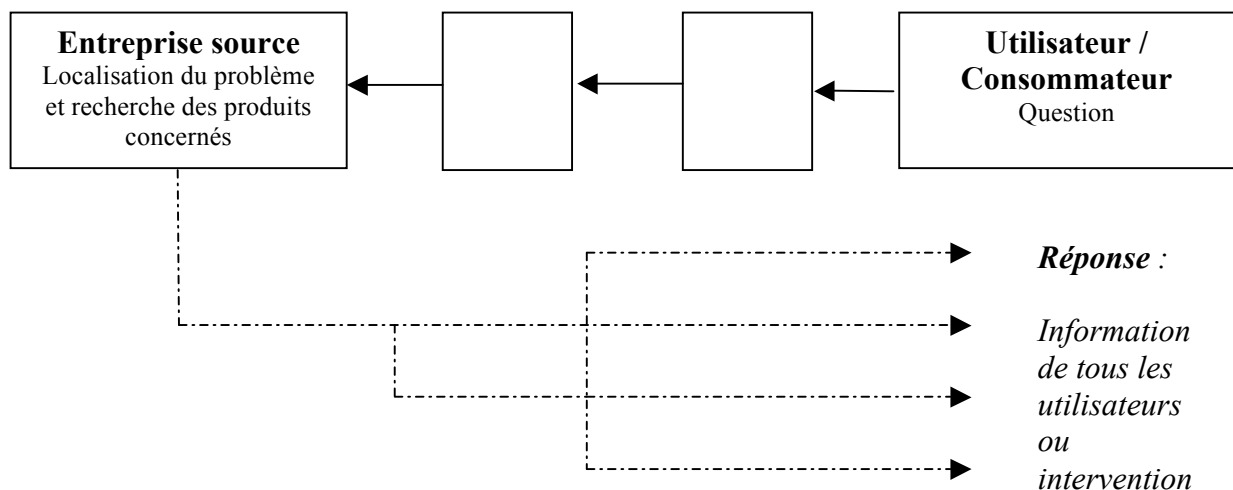 Entreprise source
Localisation du problème
et recherche des produits
concernés
Utilisateur /
Consommateur
Question
Réponse :
Information
de tous les
utilisateurs
ou
intervention